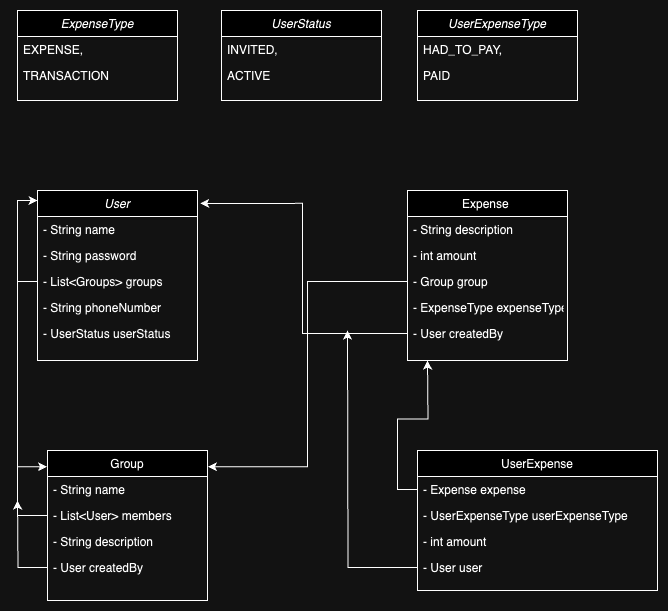 ExpenseType
EXPENSE,
TRANSACTION
UserStatus
INVITED,
ACTIVE
UserExpenseType
HAD_TO_PAY,
PAID
User
- String name
- String password
- List<Groups> groups
- String phoneNumber
- UserStatus userStatus
Expense
- String description
- int amount
- Group group
- ExpenseType expenseType
- User createdBy
Group
- String name
- List<User> members
- String description
- User createdBy
UserExpense
- Expense expense
- UserExpenseType userExpenseType
- int amount
- User user